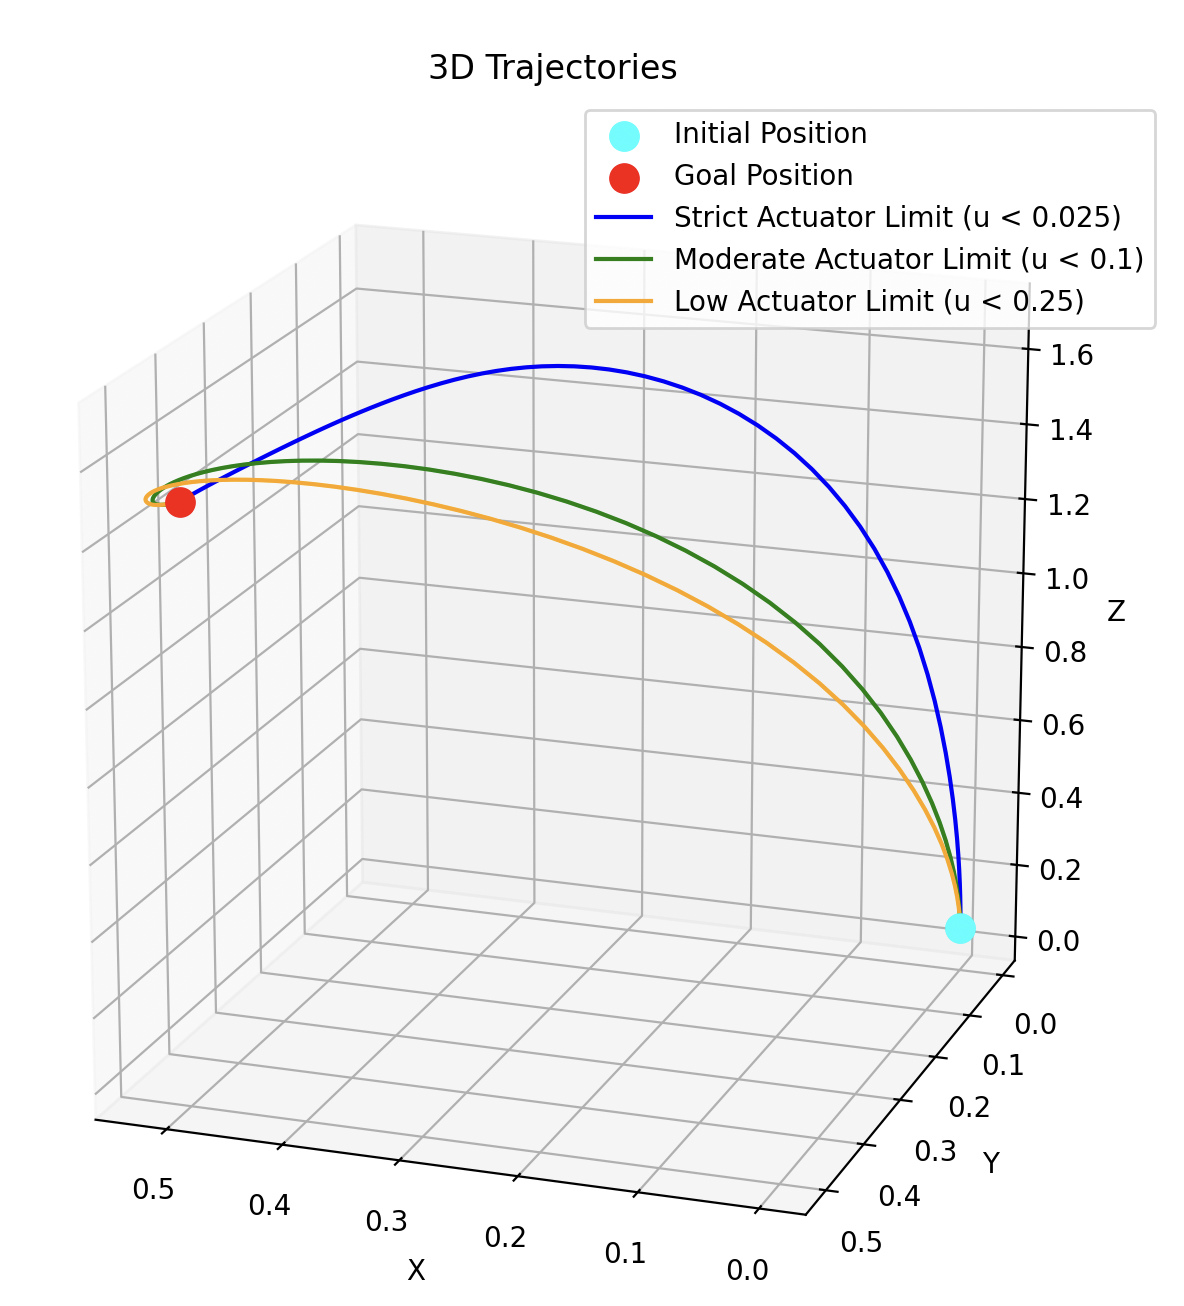 3D Trajectories
Initial Position
Goal Position
Strict Actuator Limit (u < 0.025)
Moderate Actuator Limit (u < 0.1)
Low Actuator Limit (u < 0.25)
1.6
1.4
1.2
1.0
Z
0.8
0.6
0.4
0.2
0.0
0.0
0.1
0.2
0.3
Y
0.4
0.5
0.5
0.4
0.3
0.2
0.1
0.0
X